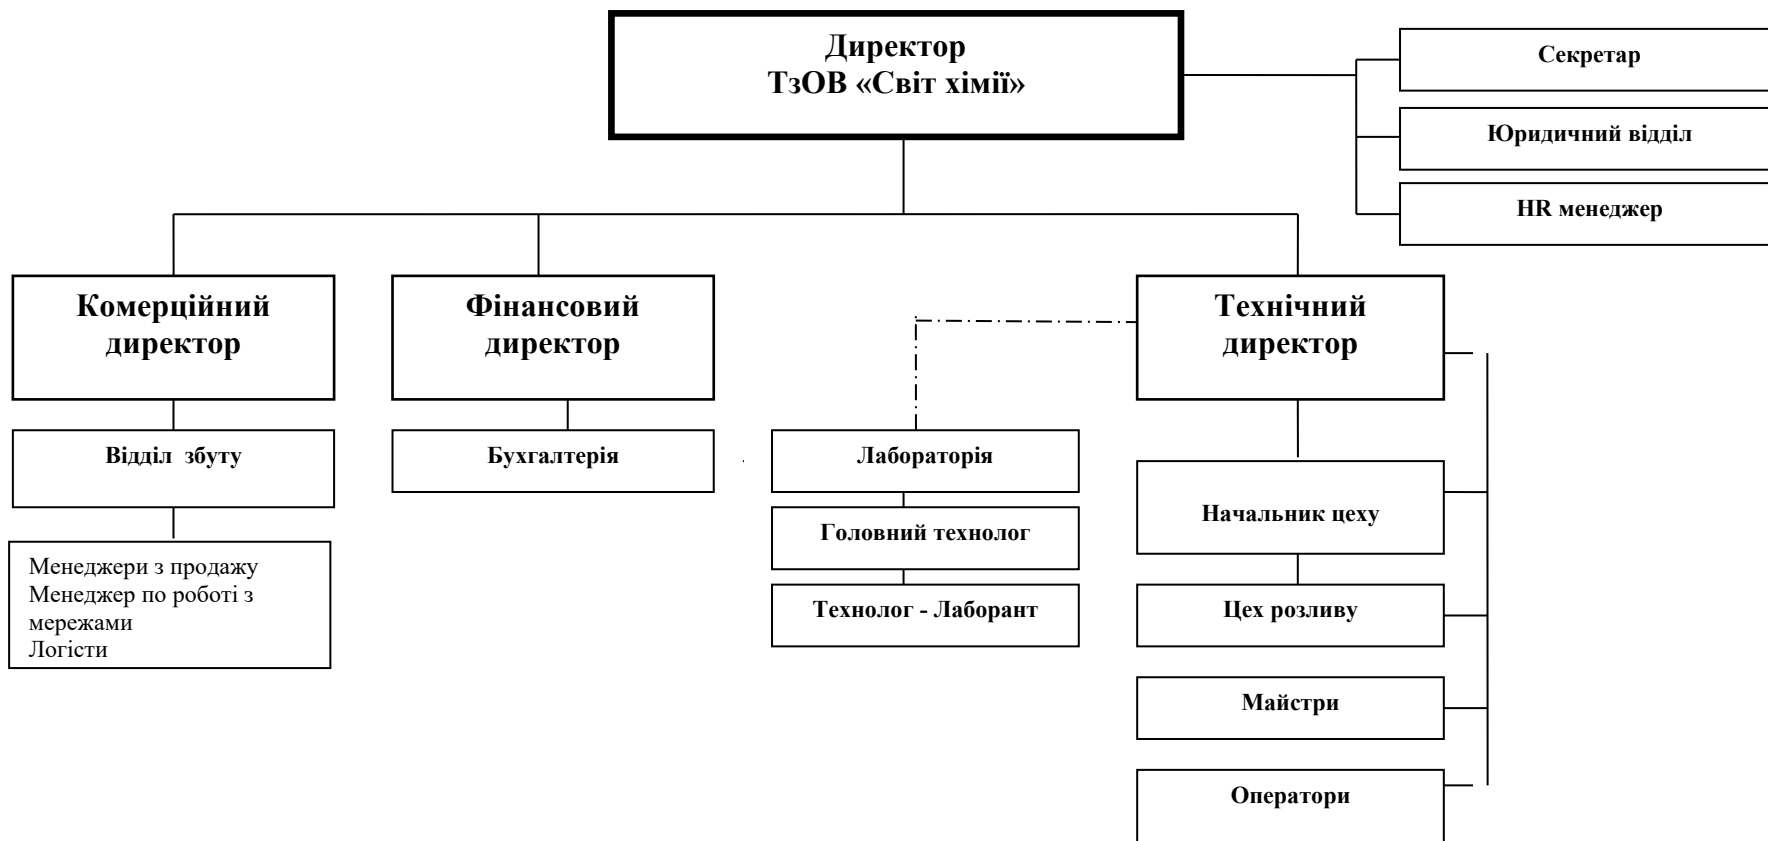 Директор
ТзОВ «Світ хімії»
Секретар
Юридичний відділ
HR менеджер
Комерційний
директор
Фінансовий
директор
Технічний
директор
Відділ збуту
Бухгалтерія
Лабораторія
Начальник цеху
Головний технолог
Менеджери з продажу
Менеджер по роботі з
мережами
Логісти
Технолог - Лаборант
Цех розливу
Майстри
Оператори